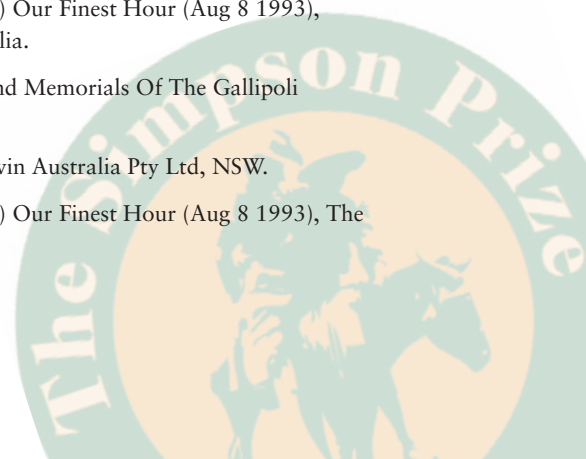 ) Our Finest Hour (Aug 8 1993),
lia.
nd Memorials Of The Gallipoli
vin Australia Pty Ltd, NSW.
) Our Finest Hour (Aug 8 1993), The
The Simpson Prize